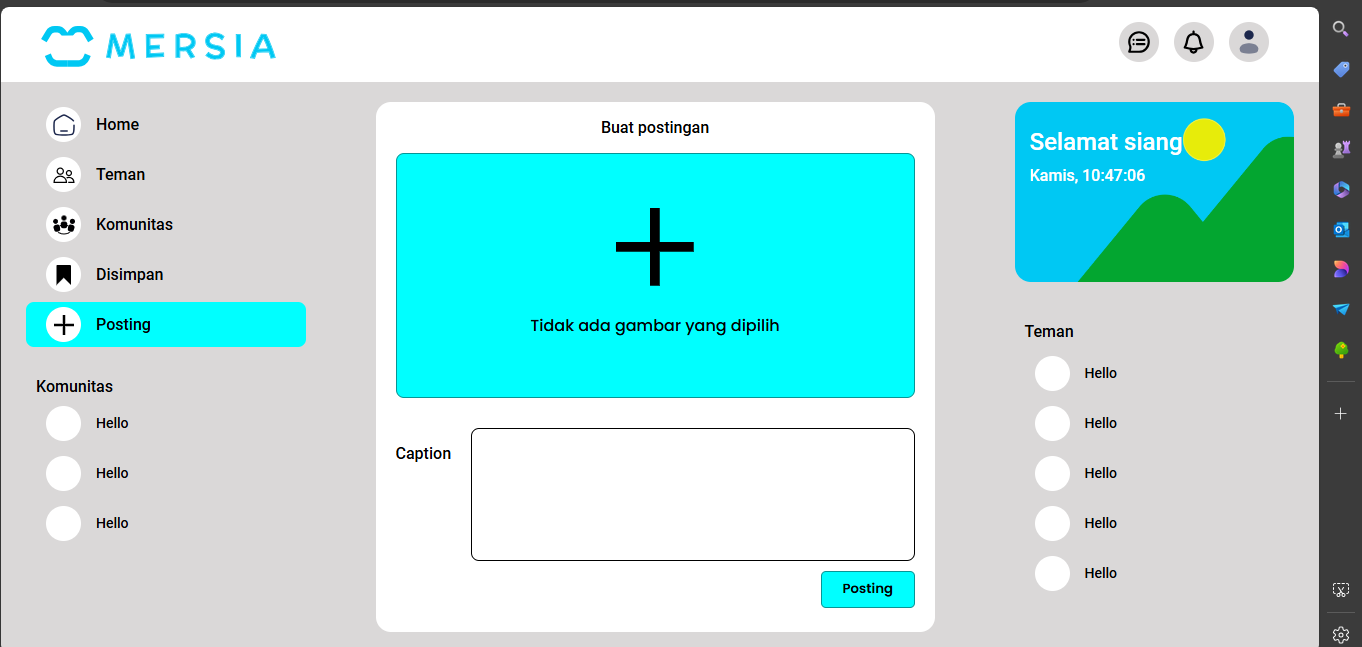 MERSIA
Home
Teman
Komunitas
Disimpan
Posting
Komunitas
Hello
Hello
Hello
Buat postingan
Tidak ada gambar yang dipilih
Caption
Posting
Selamat siang
Kamis, 10:47:06
Teman
Hello
Hello
Hello
Hello
Hello